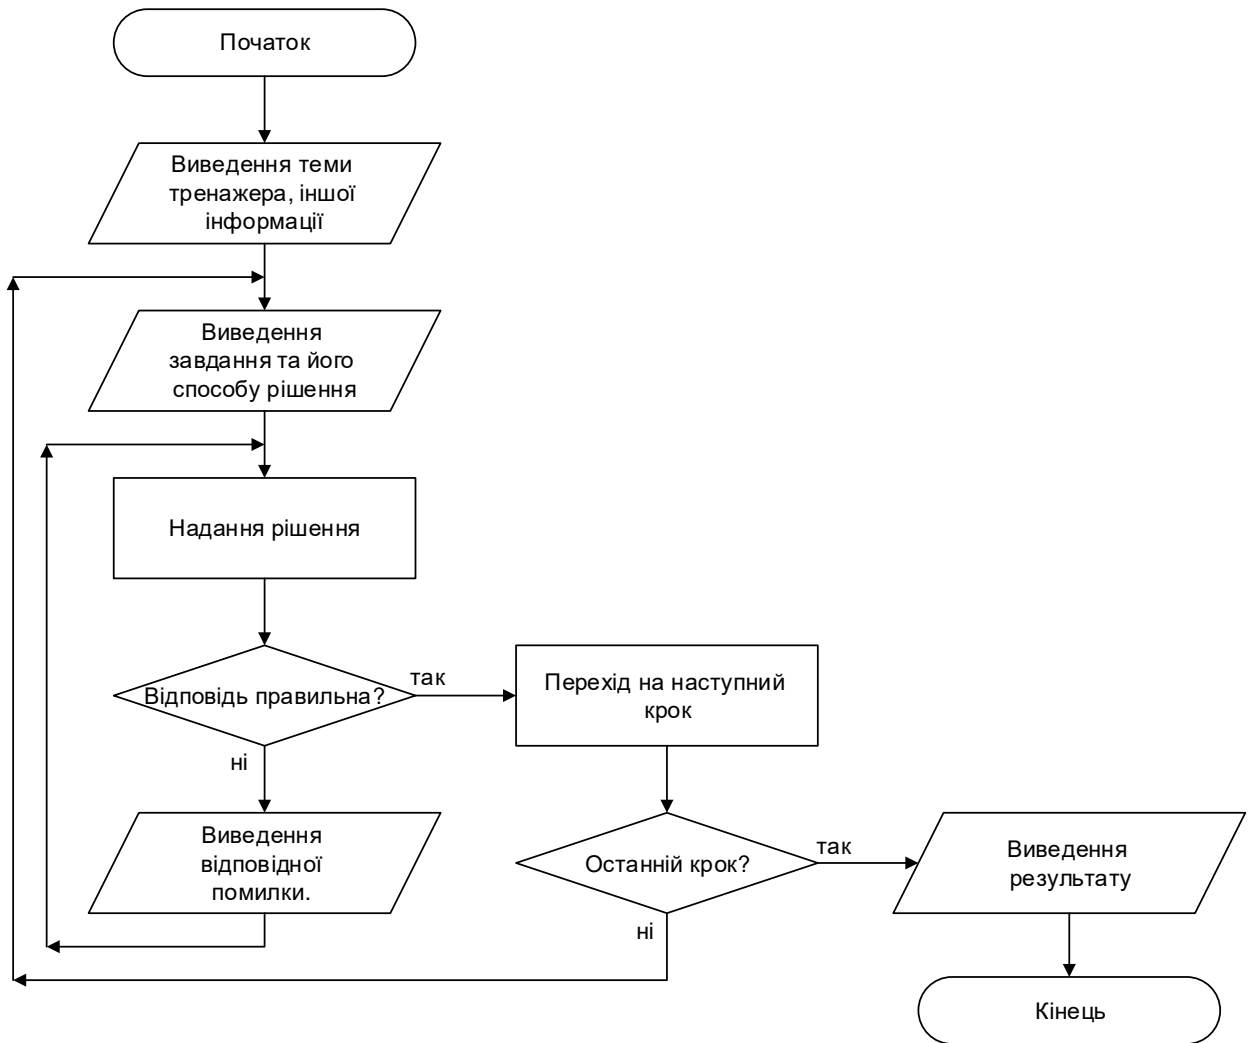 Початок
Виведення теми
тренажера, іншої
інформації
Виведення
завдання та його
способу рішення
Надання рішення
Відповідь правильна?
так
Перехід на наступний
крок
ні
Виведення
відповідної
помилки.
Останній крок?
так
Виведення
результату
ні
Кінець